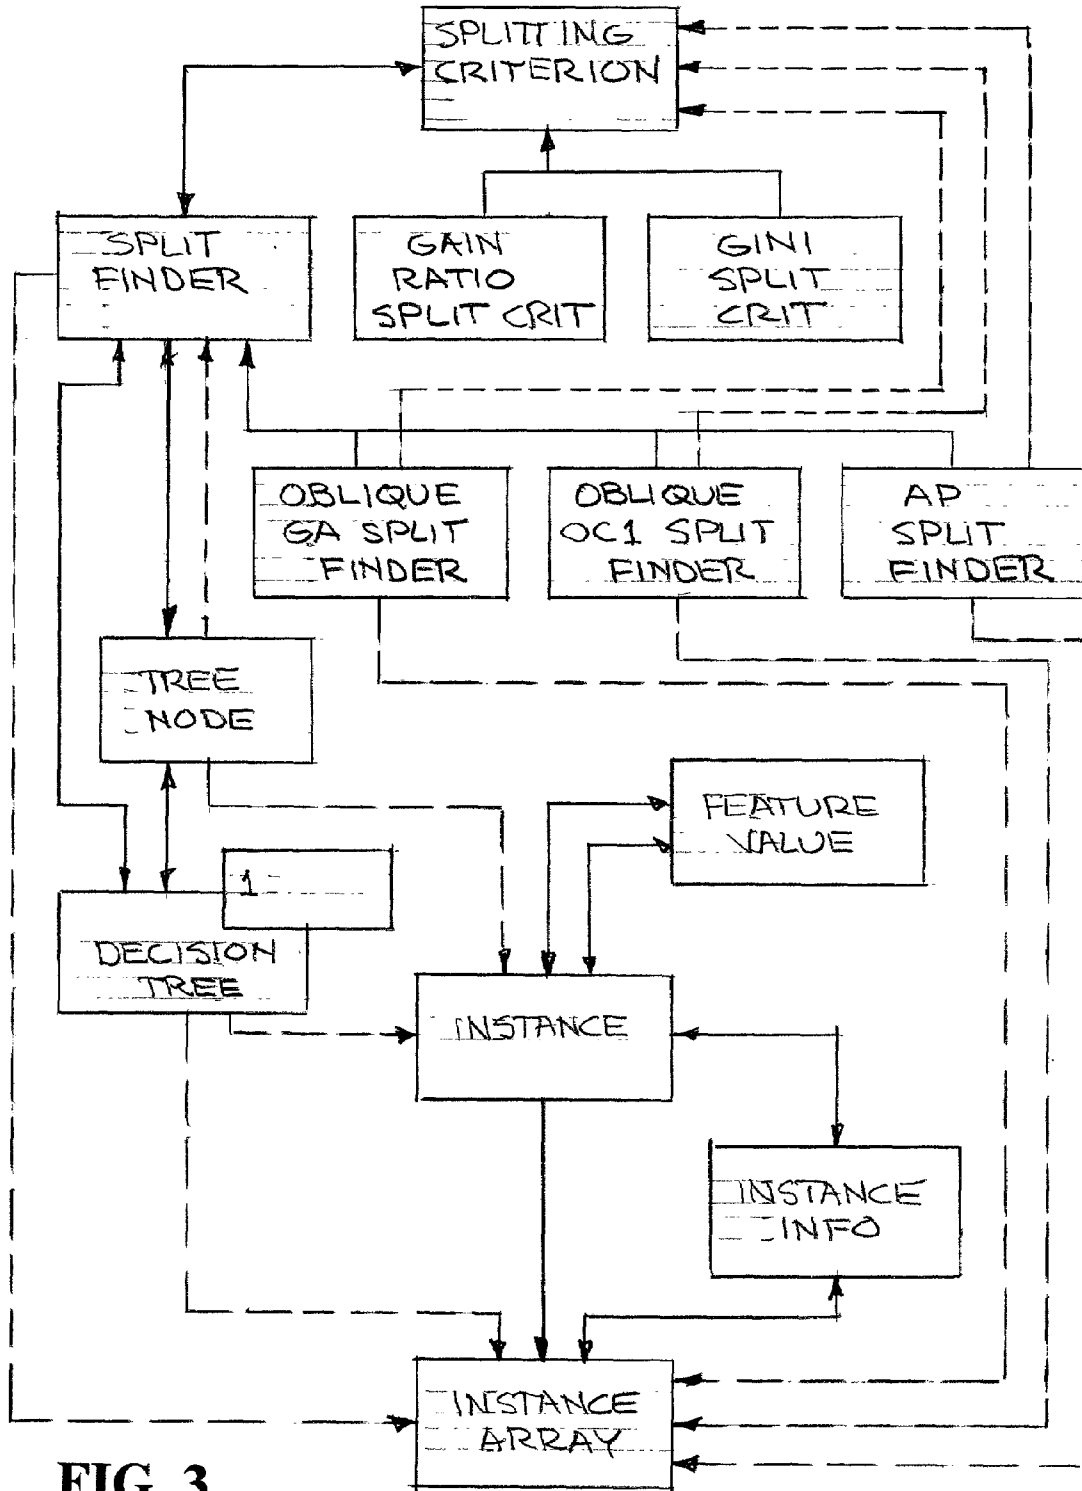 SPLITTING
CRITERION
SPLIT
FINDER
GAIN
RATIO
SPLIT CRIT
GINI
SPLIT
CRIT
OBLIQUE
GA SPLIT
FINDER
OBLIQUE
OC1 SPLIT
FINDER
AP
SPLIT
FINDER
TREE
NODE
FEATURE
VALUE
1
DECISION
TREE
INSTANCE
INSTANCE
INFO
INSTANCE
ARRAY
FIG. 3